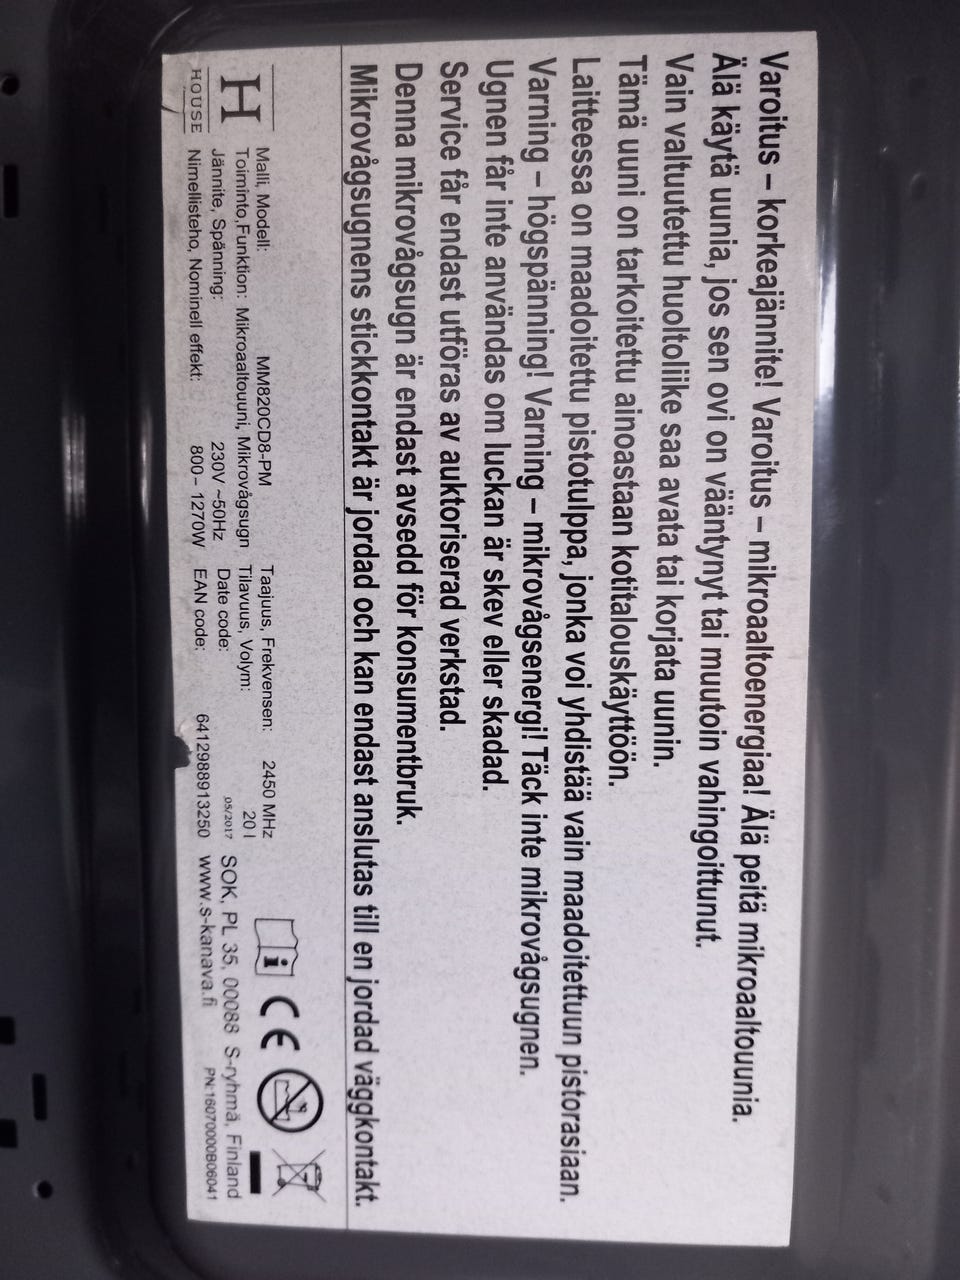 Varoitus – korkeajännite! Varoitus – mikroaaltoenergiaa! Älä peitä mikroaaltouunia.
Älä käytä uunia, jos sen ovi on vääntynyt tai muutoin vahingoittunut.
Vain valtuutettu huoltoliike saa avata tai korjata uunin.
Tämä uuni on tarkoitettu ainoastaan kotitalouskäyttöön.
Laitteessa on maadoitettu pistotulppa, jonka voi yhdistää vain maadoitettuun pistorasiaan.
Varning – högspänning! Varning – mikrovågsenergi! Täck inte mikrovågsugnen.
Ugnen får inte användas om luckan är skev eller skadad.
Service får endast utföras av auktoriserad verkstad.
Denna mikrovågsugn är endast avsedd för konsumentbruk.
Mikrovågsugnens stickkontakt är jordad och kan endast anslutas till en jordad väggkontakt.
H
HOUSE
Malli, Modell: MM820CD8-PM Taajuus, Frekvensen: 2450 MHz
Toiminto,Funktion: Mikroaaltouuni, Mikrovågsugn Tilavuus, Volym: 20 l
Jännite, Spänning: 230V ~50Hz Date code: 05/2017 SOK, PL 35, 00088 S-ryhmä, Finland
Nimellisteho, Nominell effekt: 800 – 1270W EAN code: 6412988913250 www.s-kanava.fi PN:16070000B06041
CE